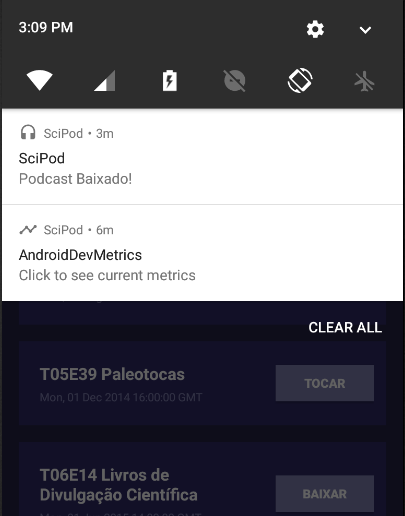 3:09 PM
SciPod • 3m
SciPod
Podcast Baixado!
SciPod • 6m
AndroidDevMetrics
Click to see current metrics
CLEAR ALL
T05E39 Paleotocas
TOCAR
Mon, 01 Dec 2014 16:00:00 GMT
T06E14 Livros de
Divulgação Científica
BAIXAR